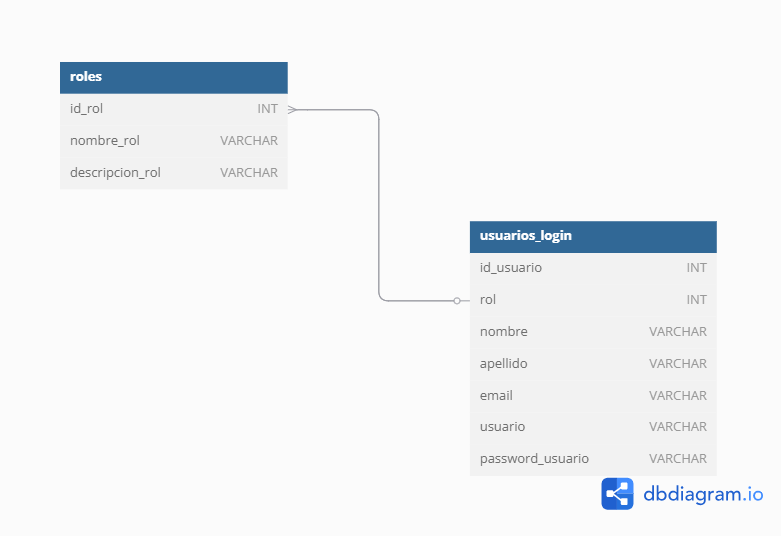 roles
id_rol INT
nombre_rol VARCHAR
descripcion_rol VARCHAR
usuarios_login
id_usuario INT
rol INT
nombre VARCHAR
apellido VARCHAR
email VARCHAR
usuario VARCHAR
password_usuario VARCHAR
dbdiagram.io